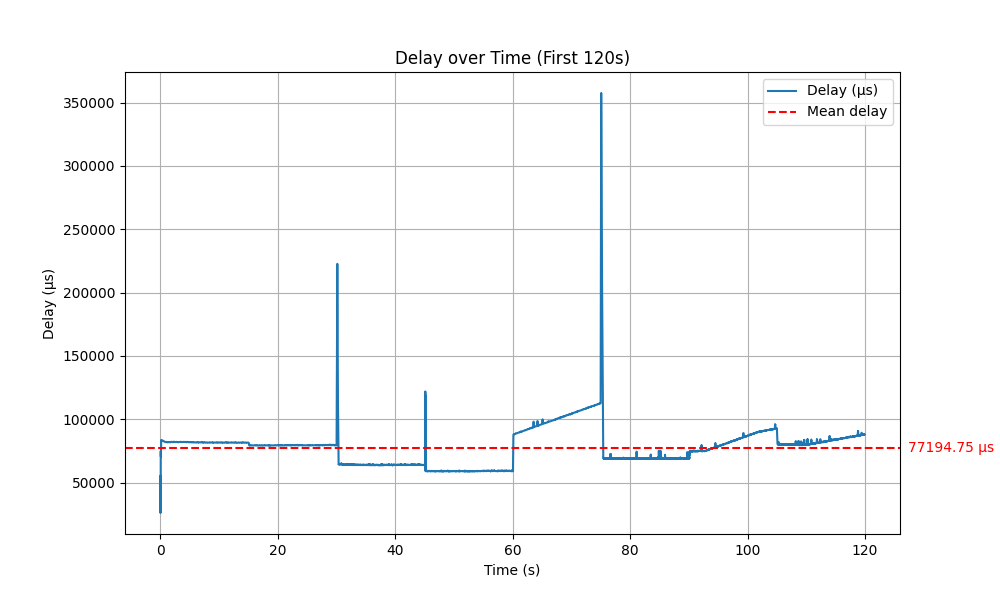 Delay over Time (First 120s)
Delay (µs)
Mean delay
350000
300000
250000
200000
150000
100000
50000
Delay (µs)
77194.75 µs
0
20
40
60
80
100
120
Time (s)